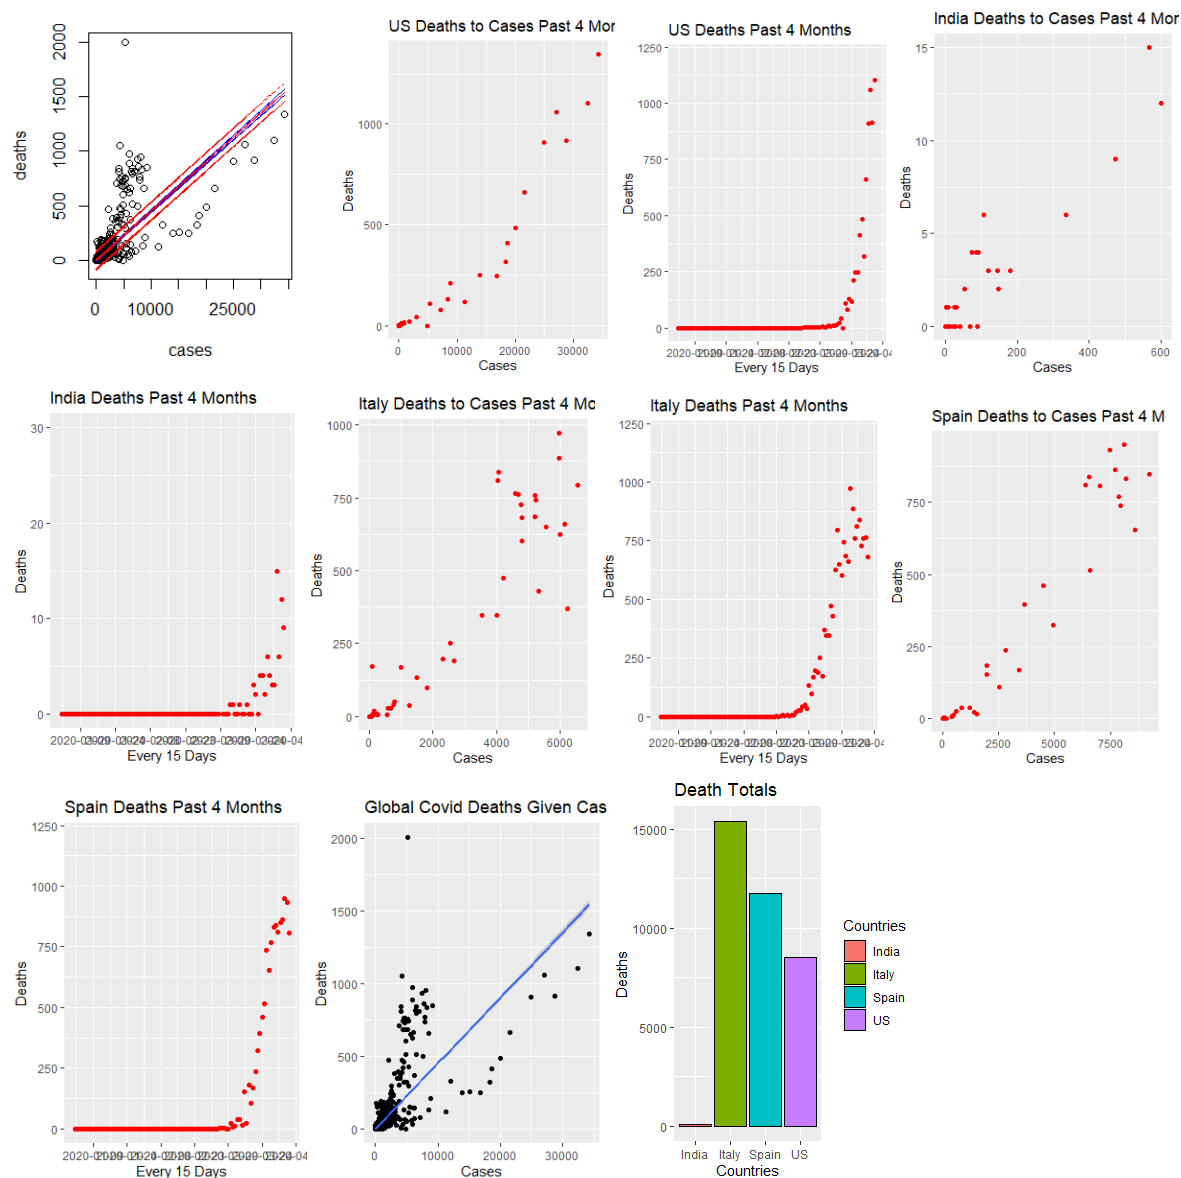 deaths
2000
1500
1000
500
0
0
10000
25000
cases
US Deaths to Cases Past 4 Mon
Deaths
1000
500
0
0
10000
20000
30000
Cases
US Deaths Past 4 Months
Deaths
1250
1000
750
500
250
0
Every 15 Days
India Deaths to Cases Past 4 Mor
Deaths
15
10
5
0
0
200
400
600
Cases
India Deaths Past 4 Months
Deaths
30
20
10
0
Every 15 Days
Italy Deaths to Cases Past 4 Mo
Deaths
1000
750
500
250
0
0
2000
4000
6000
Cases
Italy Deaths Past 4 Months
Deaths
1250
1000
750
500
250
0
Every 15 Days
Spain Deaths to Cases Past 4 M
Deaths
750
500
250
0
0
2500
5000
7500
Cases
Spain Deaths Past 4 Months
Deaths
1250
1000
750
500
250
0
Every 15 Days
Global Covid Deaths Given Cas
Deaths
2000
1500
1000
500
0
0
10000
20000
30000
Cases
Death Totals
Deaths
15000
10000
5000
0
India Italy Spain US
Countries
Countries
India
Italy
Spain
US